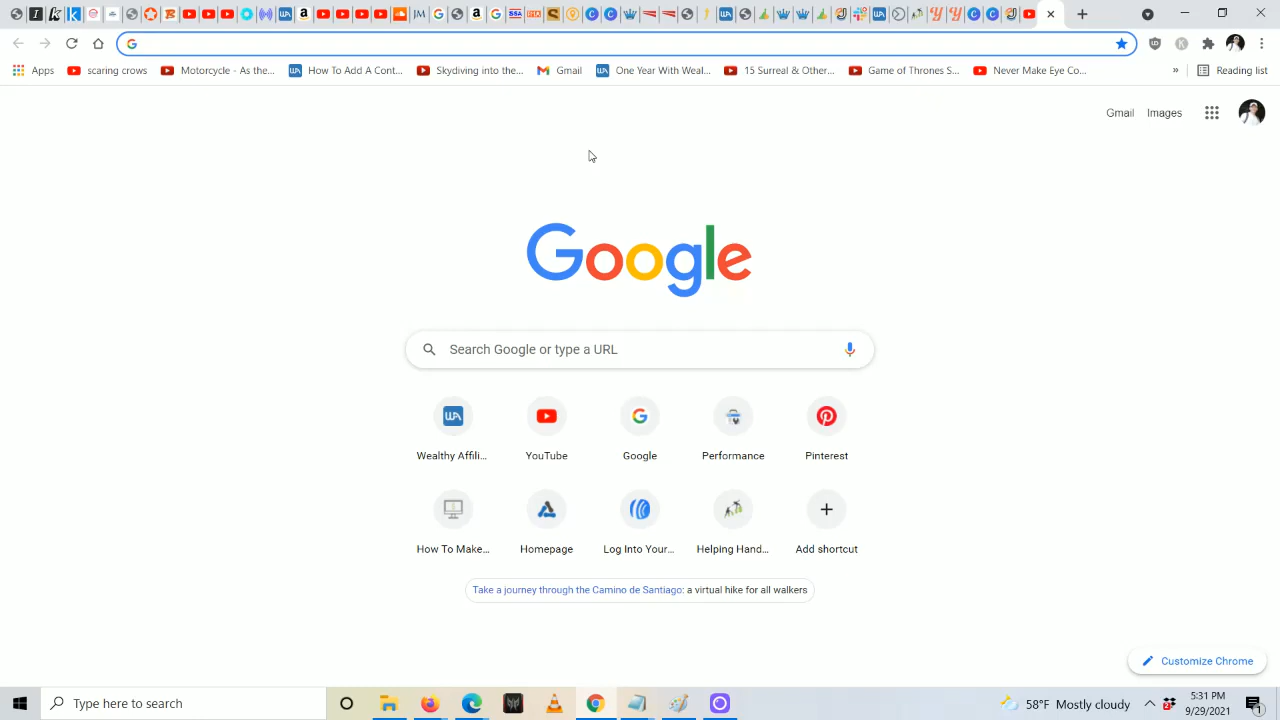 Apps
scaring crows
Motorcycle - As the...
How To Add A Cont...
Skydiving into the...
Gmail
One Year With Weal...
15 Surreal & Other...
Game of Thrones S...
Never Make Eye Co...
»
Reading list
Gmail
Images
Google
Search Google or type a URL
Wealthy Affili...
YouTube
Google
Performance
Pinterest
How To Make...
Homepage
Log Into Your...
Helping Hand...
Add shortcut
Take a journey through the Camino de Santiago: a virtual hike for all walkers
Customize Chrome
Type here to search
58°F Mostly cloudy
5:31 PM
9/29/2021